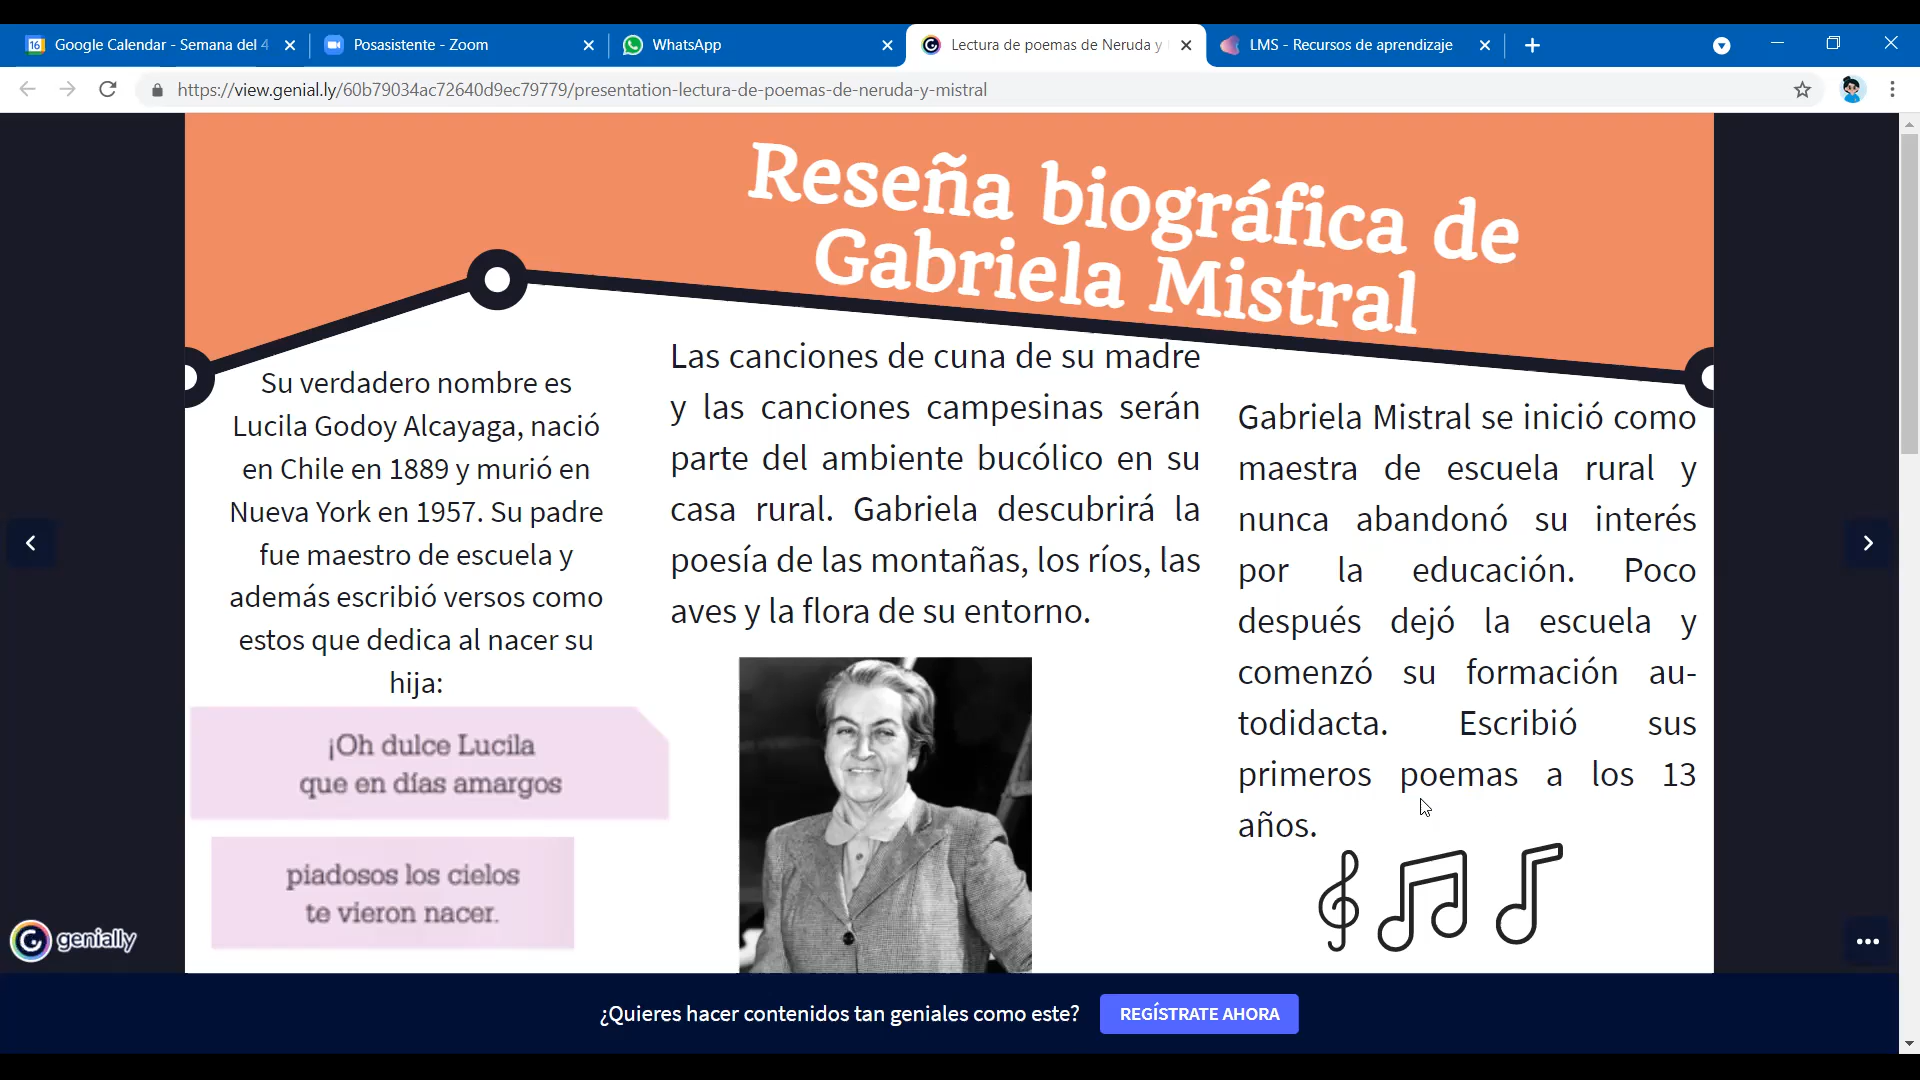 Google Calendar - Semana del 4
Posasistente - Zoom
WhatsApp
Lectura de poemas de Neruda y
LMS - Recursos de aprendizaje
https://view.genial.ly/60b79034ac72640d9ec79779/presentation-lectura-de-poemas-de-neruda-y-mistral
Reseña biográfica de
Gabriela Mistral
Su verdadero nombre es
Lucila Godoy Alcayaga, nació
en Chile en 1889 y murió en
Nueva York en 1957. Su padre
fue maestro de escuela y
además escribió versos como
estos que dedica al nacer su
hija:
¡Oh dulce Lucila
que en días amargos
piadosos los cielos
te vieron nacer.
Las canciones de cuna de su madre
y las canciones campesinas serán
parte del ambiente bucólico en su
casa rural. Gabriela descubrirá la
poesía de las montañas, los ríos, las
aves y la flora de su entorno.
Gabriela Mistral se inició como
maestra de escuela rural y
nunca abandonó su interés
por la educación. Poco
después dejó la escuela y
comenzó su formación au-
todidacta. Escribió sus
primeros poemas a los 13
años.
genially
¿Quieres hacer contenidos tan geniales como este?
REGÍSTRATE AHORA